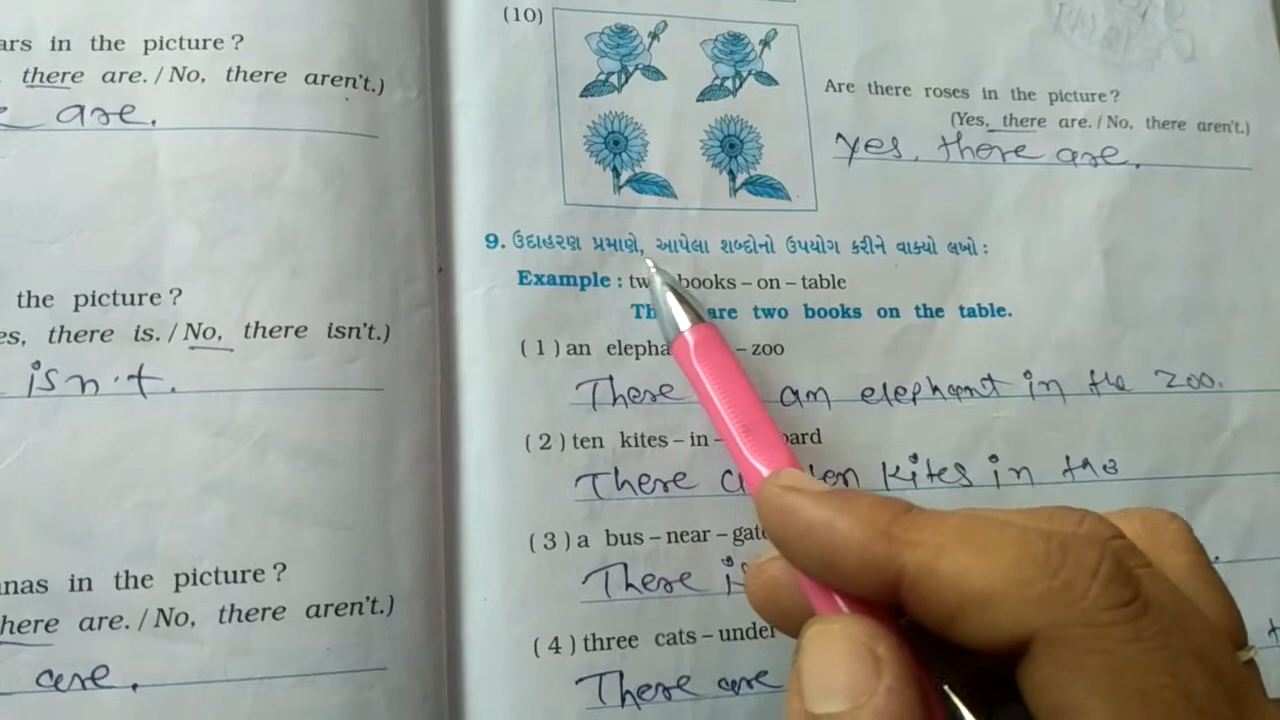 ars in the picture?
there are. / No, there aren't.)
are.
the picture?
es, there is. / No, there isn't.)
isn't.
nas in the picture?
here are. / No, there aren't.)
are.
(10)
Are there roses in the picture?
(Yes, there are. / No, there aren't.)
Yes, there are.
9. ઉદાહરણ પ્રમાણે, આપેલા શબ્દોનો ઉપયોગ કરીને વાક્યો લખો :
Example : books – on – table
are two books on the table.
( 1 ) an – zoo
There an elephant in the zoo.
( 2 ) ten kites – in –
There ten kites in the
( 3 ) a bus – near –
There
( 4 ) three cats – under
There are